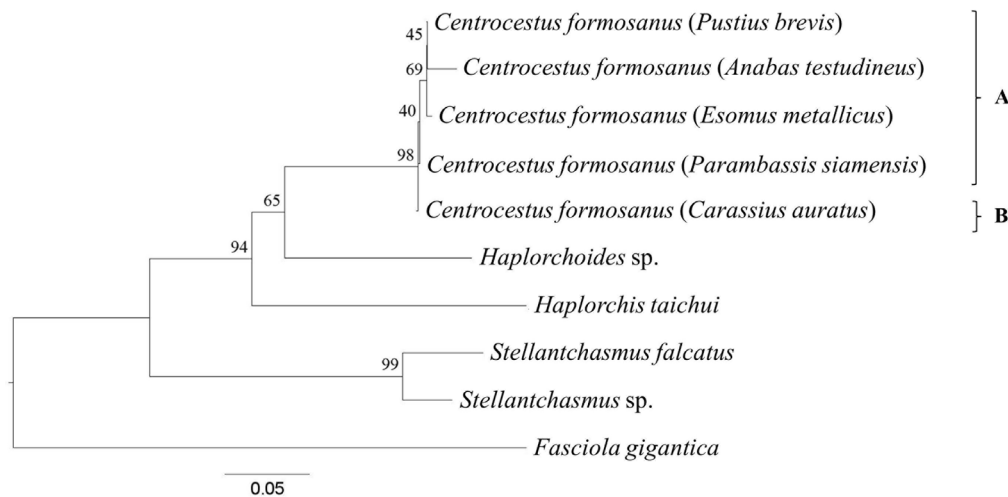 45
Centrocestus formosanus (Pustius brevis)
69
Centrocestus formosanus (Anabas testudineus)
A
40
Centrocestus formosanus (Esomus metallicus)
98
Centrocestus formosanus (Parambassis siamensis)
65
Centrocestus formosanus (Carassius auratus)
B
94
Haplorchoides sp.
Haplorchis taichui
99
Stellantchasmus falcatus
Stellantchasmus sp.
Fasciola gigantica
0.05